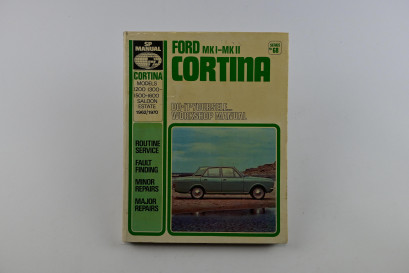 SP
MANUAL
CORTINA
MODELS
1200·1300·
1500·1600
SALOON
ESTATE
1962/1970
ROUTINE
SERVICE
FAULT
FINDING
MINOR
REPAIRS
MAJOR
REPAIRS
FORD MK I-MK II
CORTINA
DO-IT-YOURSELF...
WORKSHOP MANUAL
68